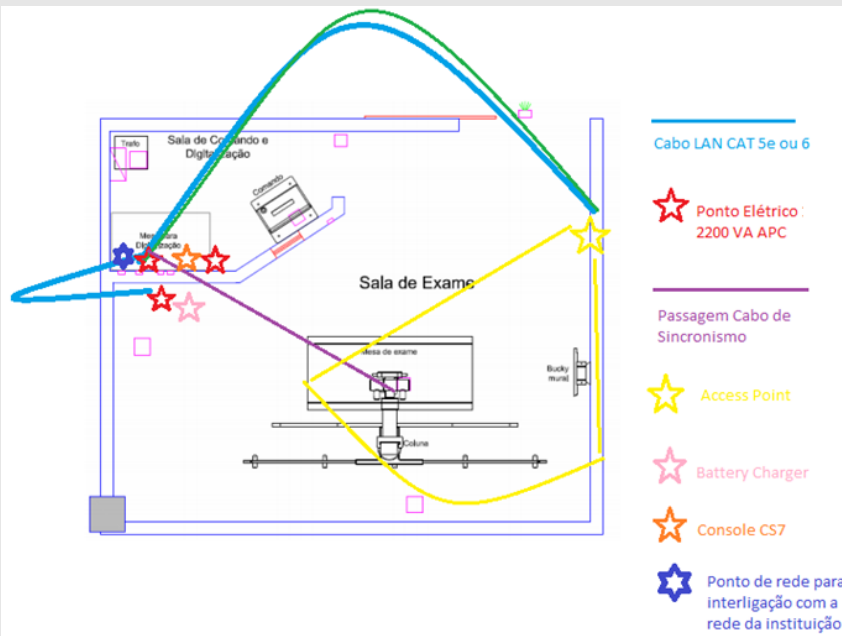 Trafo
Sala de Comando e
Digitalização
Comando
Mesa para
Digitalização
Sala de Exame
Mesa de exame
Bucky
mural
Coluna
Cabo LAN CAT 5e ou 6
Ponto Elétrico :
2200 VA APC
Passagem Cabo de
Sincronismo
Access Point
Battery Charger
Console CS7
Ponto de rede para
interligação com a
rede da instituição